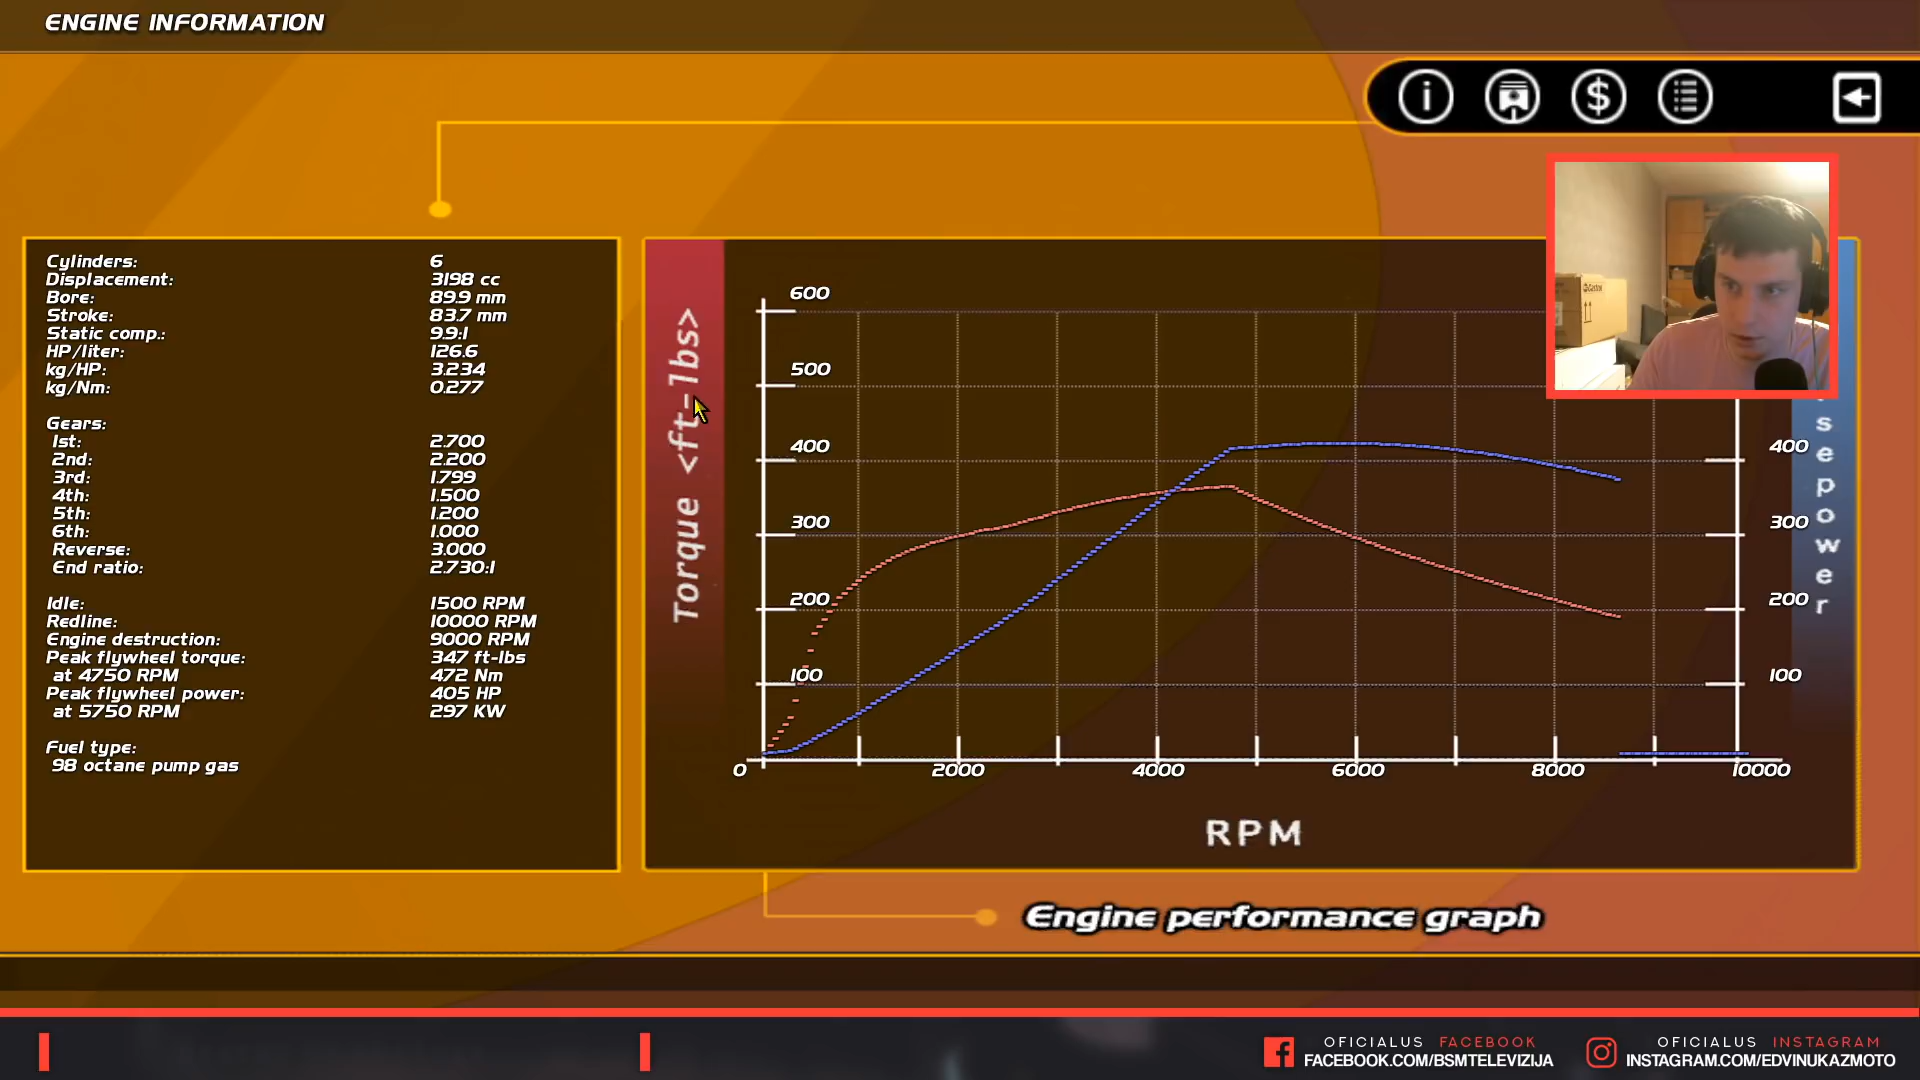 ENGINE INFORMATION
Cylinders: 6
Displacement: 3198 cc
Bore: 89.9 mm
Stroke: 83.7 mm
Static comp.: 9.9:1
HP/liter: 126.6
kg/HP: 3.234
kg/Nm: 0.277
Gears:
1st: 2.700
2nd: 2.200
3rd: 1.799
4th: 1.500
5th: 1.200
6th: 1.000
Reverse: 3.000
End ratio: 2.730:1
Idle: 1500 RPM
Redline: 10000 RPM
Engine destruction: 9000 RPM
Peak flywheel torque: 347 ft-lbs
at 4750 RPM 472 Nm
Peak flywheel power: 405 HP
at 5750 RPM 297 KW
Fuel type:
98 octane pump gas
Torque <ft-lbs>
600
500
400
300
200
100
0 2000 4000 6000 8000 10000
RPM
400
300
200
100
sepower
Engine performance graph
OFICIALUS FACEBOOK
FACEBOOK.COM/BSMTELEVIZIJA
OFICIALUS INSTAGRAM
INSTAGRAM.COM/EDVINUKAZMOTO